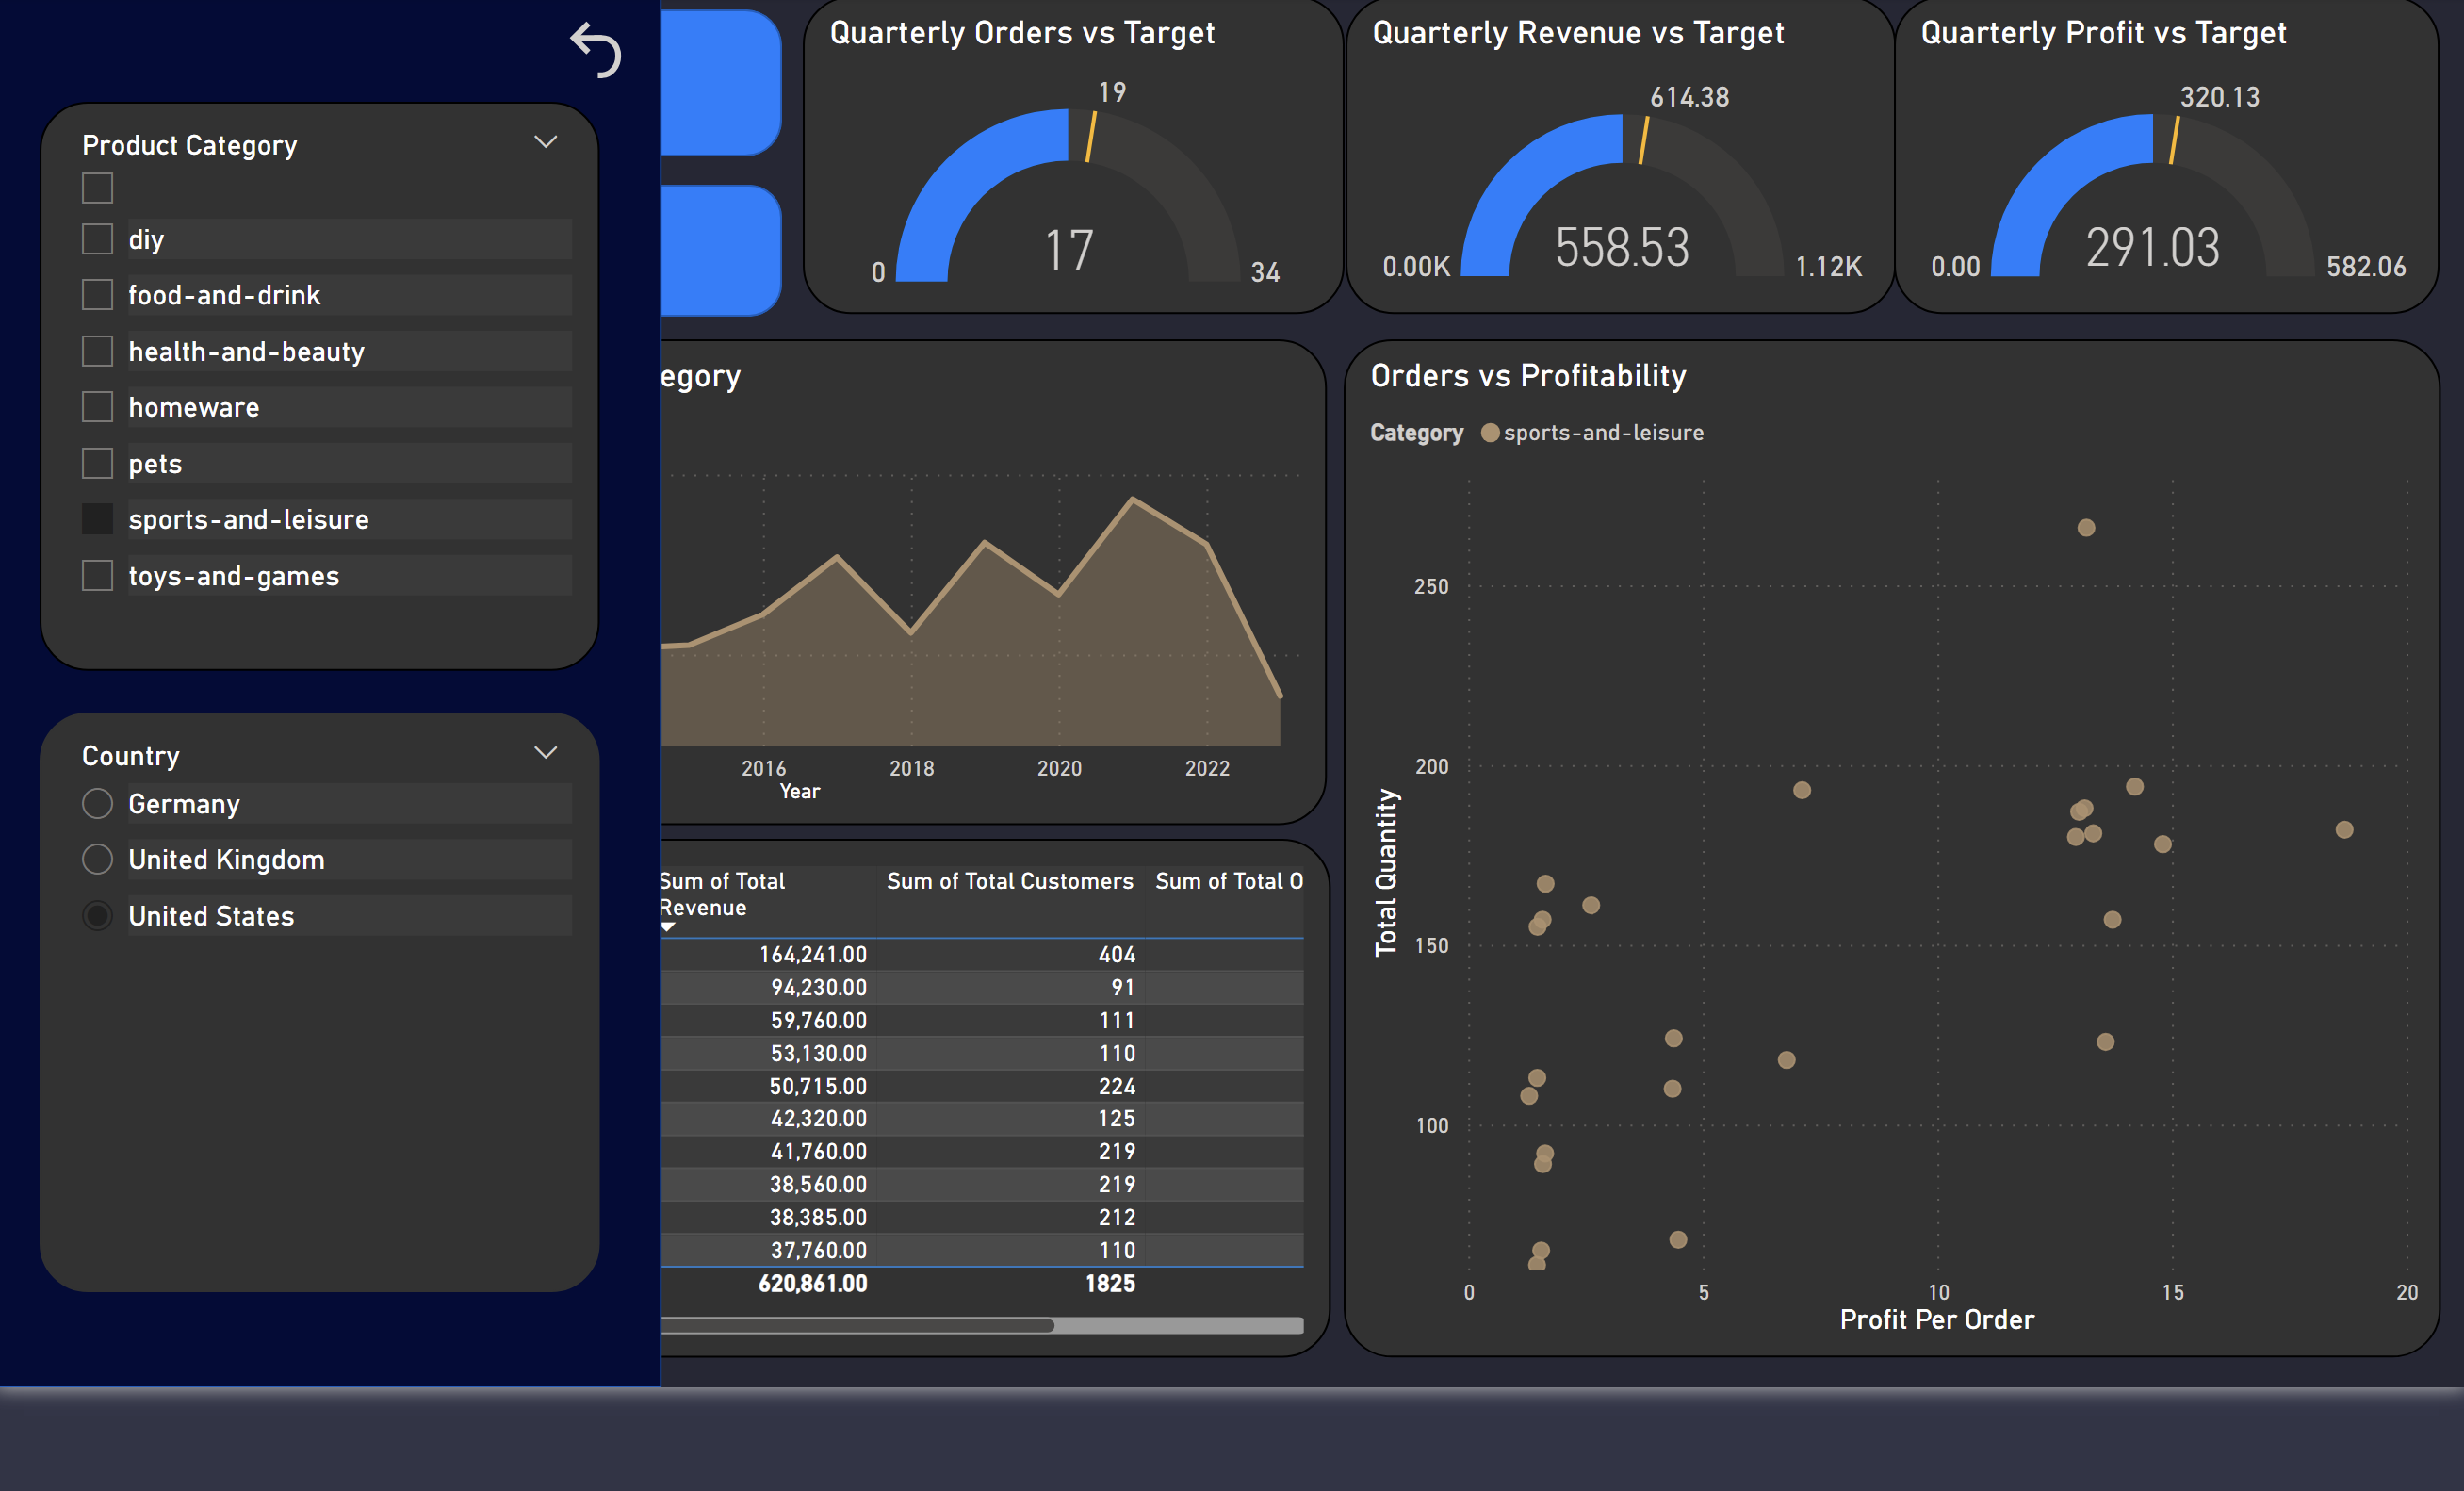 Product Category
diy
food-and-drink
health-and-beauty
homeware
pets
sports-and-leisure
toys-and-games
Country
Germany
United Kingdom
United States
Quarterly Orders vs Target
19
17
0
34
Quarterly Revenue vs Target
614.38
558.53
0.00K
1.12K
Quarterly Profit vs Target
320.13
291.03
0.00
582.06
egory
2016 2018 2020 2022
Year
Sum of Total Revenue Sum of Total Customers Sum of Total O
164,241.00 404
94,230.00 91
59,760.00 111
53,130.00 110
50,715.00 224
42,320.00 125
41,760.00 219
38,560.00 219
38,385.00 212
37,760.00 110
620,861.00 1825
Orders vs Profitability
Category sports-and-leisure
Total Quantity
250
200
150
100
0 5 10 15 20
Profit Per Order